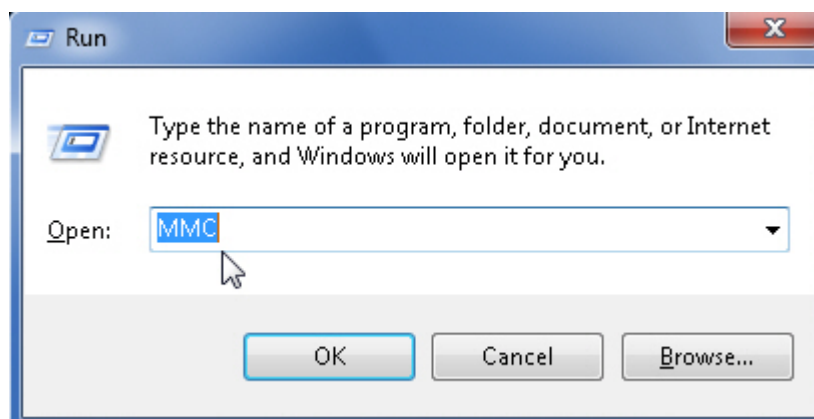 Run
Type the name of a program, folder, document, or Internet
resource, and Windows will open it for you.
Open: MMC
OK Cancel Browse...